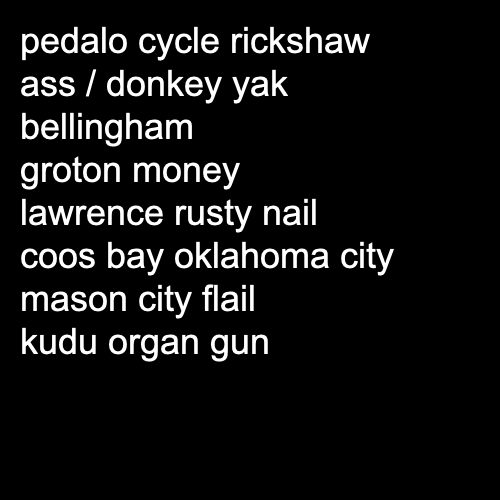 pedalo cycle rickshaw
ass / donkey yak
bellingham
groton money
lawrence rusty nail
coos bay oklahoma city
mason city flail
kudu organ gun